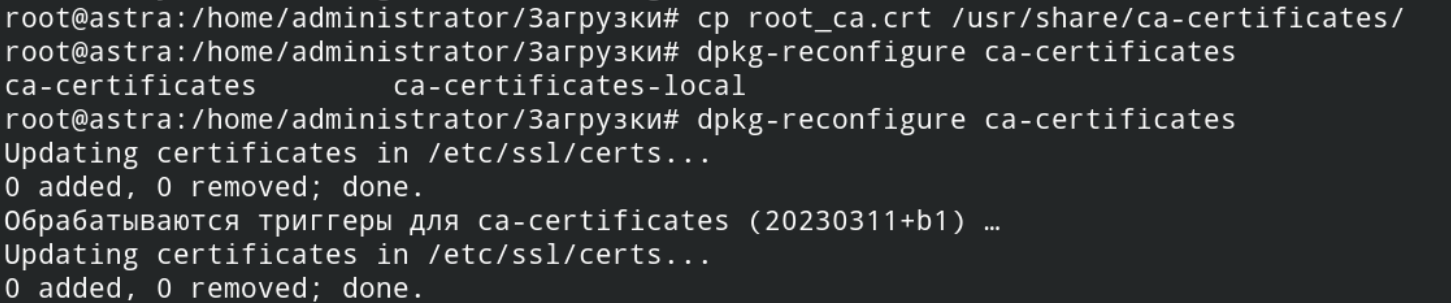 root@astra:/home/administrator/Загрузки# cp root_ca.crt /usr/share/ca-certificates/
root@astra:/home/administrator/Загрузки# dpkg-reconfigure ca-certificates
ca-certificates        ca-certificates-local
root@astra:/home/administrator/Загрузки# dpkg-reconfigure ca-certificates
Updating certificates in /etc/ssl/certs...
0 added, 0 removed; done.
Обрабатываются триггеры для ca-certificates (20230311+b1) …
Updating certificates in /etc/ssl/certs...
0 added, 0 removed; done.